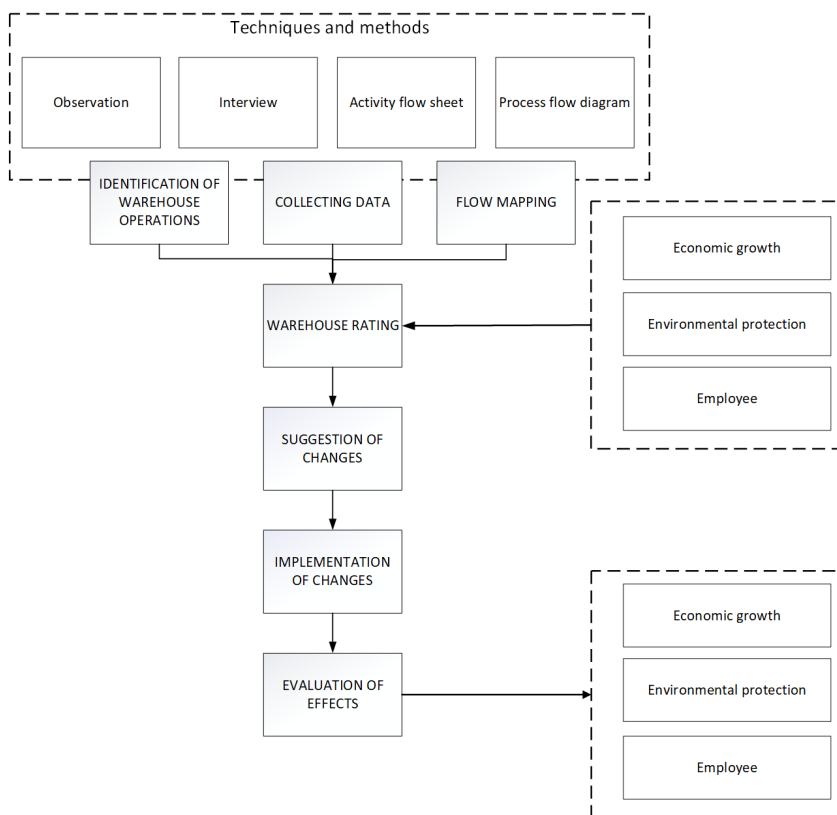 Techniques and methods
Observation
Interview
Activity flow sheet
Process flow diagram
IDENTIFICATION OF
WAREHOUSE
OPERATIONS
COLLECTING DATA
FLOW MAPPING
Economic growth
WAREHOUSE RATING
Environmental protection
Employee
SUGGESTION OF
CHANGES
IMPLEMENTATION
OF CHANGES
Economic growth
EVALUATION OF
EFFECTS
Environmental protection
Employee